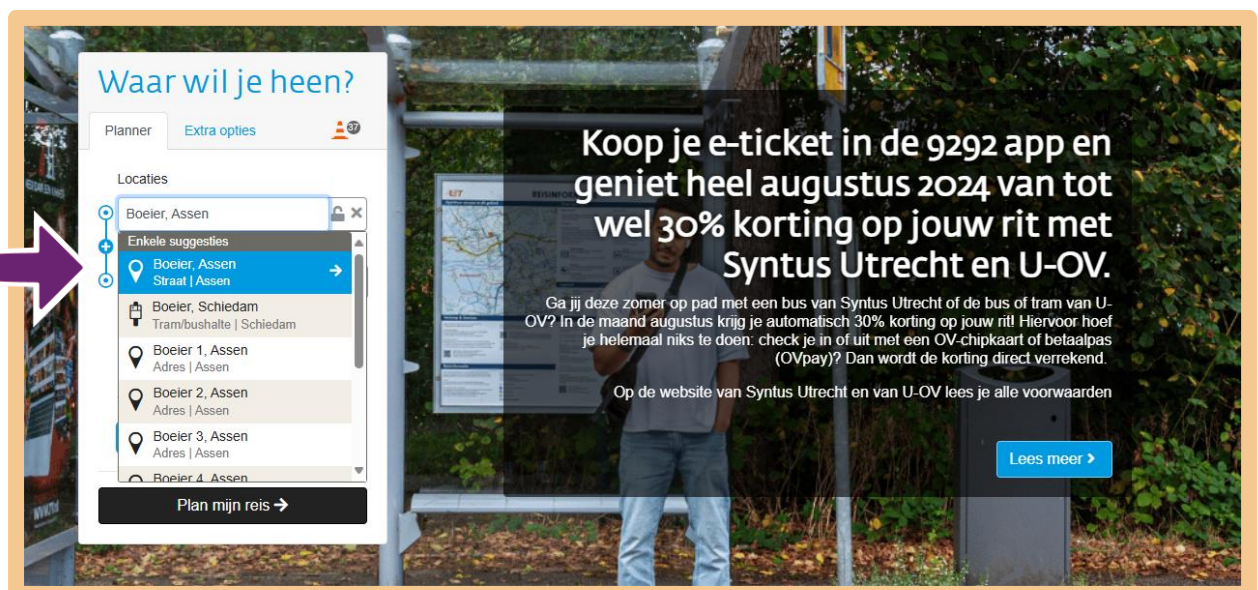 Waar wil je heen?
Planner
Extra opties
37
Locaties
Boeier, Assen
Enkele suggesties
Boeier, Assen
Straat | Assen
Boeier, Schiedam
Tram/bushalte | Schiedam
Boeier 1, Assen
Adres | Assen
Boeier 2, Assen
Adres | Assen
Boeier 3, Assen
Adres | Assen
Boeier 4, Assen
Plan mijn reis
Koop je e-ticket in de 9292 app en
geniet heel augustus 2024 van tot
wel 30% korting op jouw rit met
Syntus Utrecht en U-OV.
Ga jij deze zomer op pad met een bus van Syntus Utrecht of de bus of tram van U-
OV? In de maand augustus krijg je automatisch 30% korting op jouw rit! Hiervoor hoef
je helemaal niks te doen: check je in of uit met een OV-chipkaart of betaalpas
(OVpay)? Dan wordt de korting direct verrekend.
Op de website van Syntus Utrecht en van U-OV lees je alle voorwaarden
Lees meer